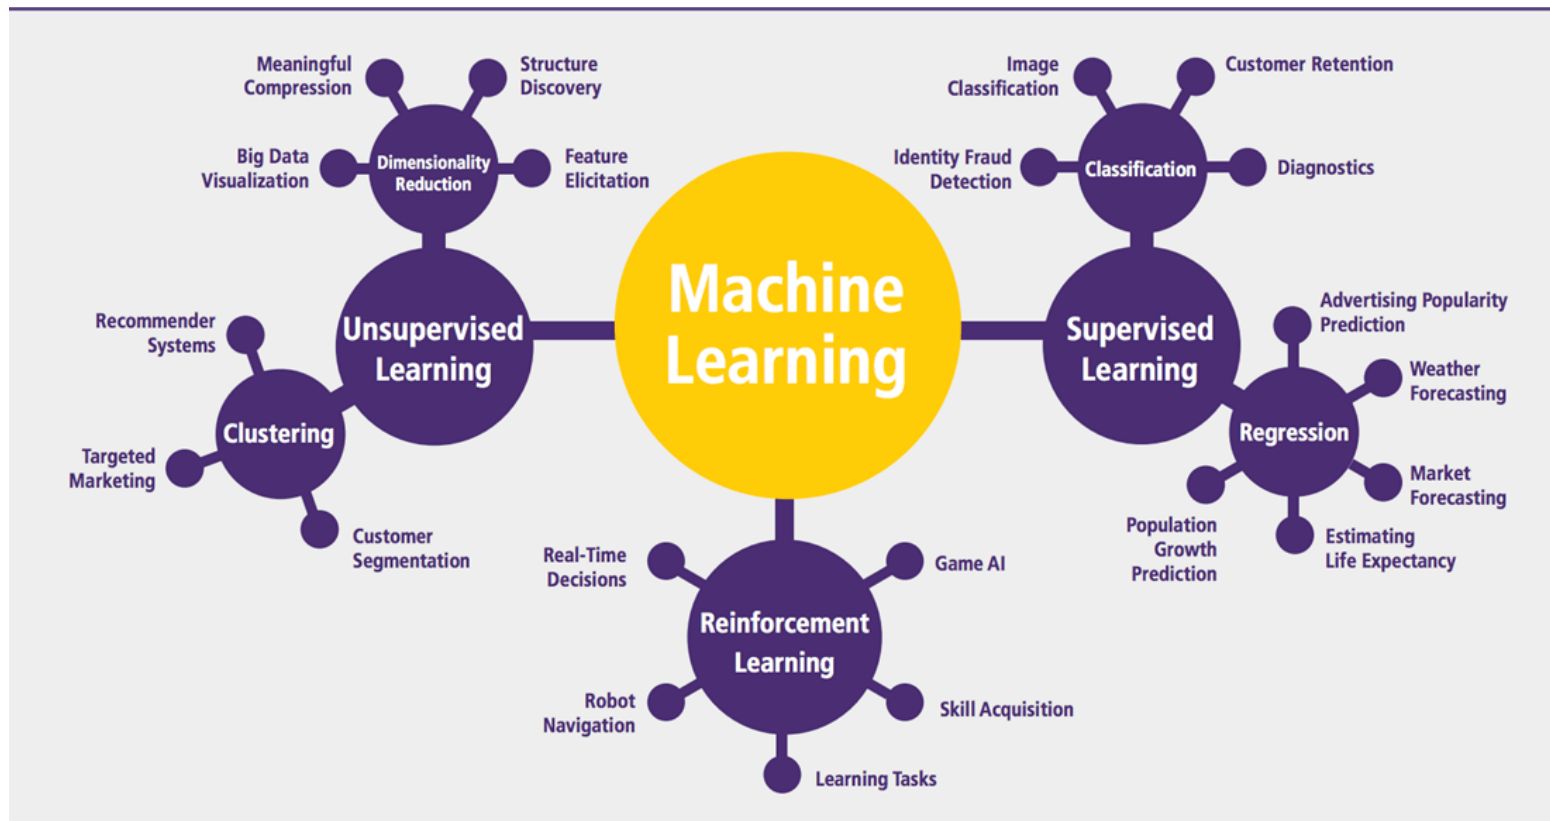 Meaningful
Compression
Structure
Discovery
Big Data
Visualization
Dimensionality
Reduction
Feature
Elicitation
Image
Classification
Customer Retention
Identity Fraud
Detection
Classification
Diagnostics
Machine
Learning
Unsupervised
Learning
Recommender
Systems
Clustering
Targeted
Marketing
Customer
Segmentation
Supervised
Learning
Advertising Popularity
Prediction
Weather
Forecasting
Regression
Market
Forecasting
Population
Growth
Prediction
Estimating
Life Expectancy
Real-Time
Decisions
Game AI
Reinforcement
Learning
Robot
Navigation
Skill Acquisition
Learning Tasks